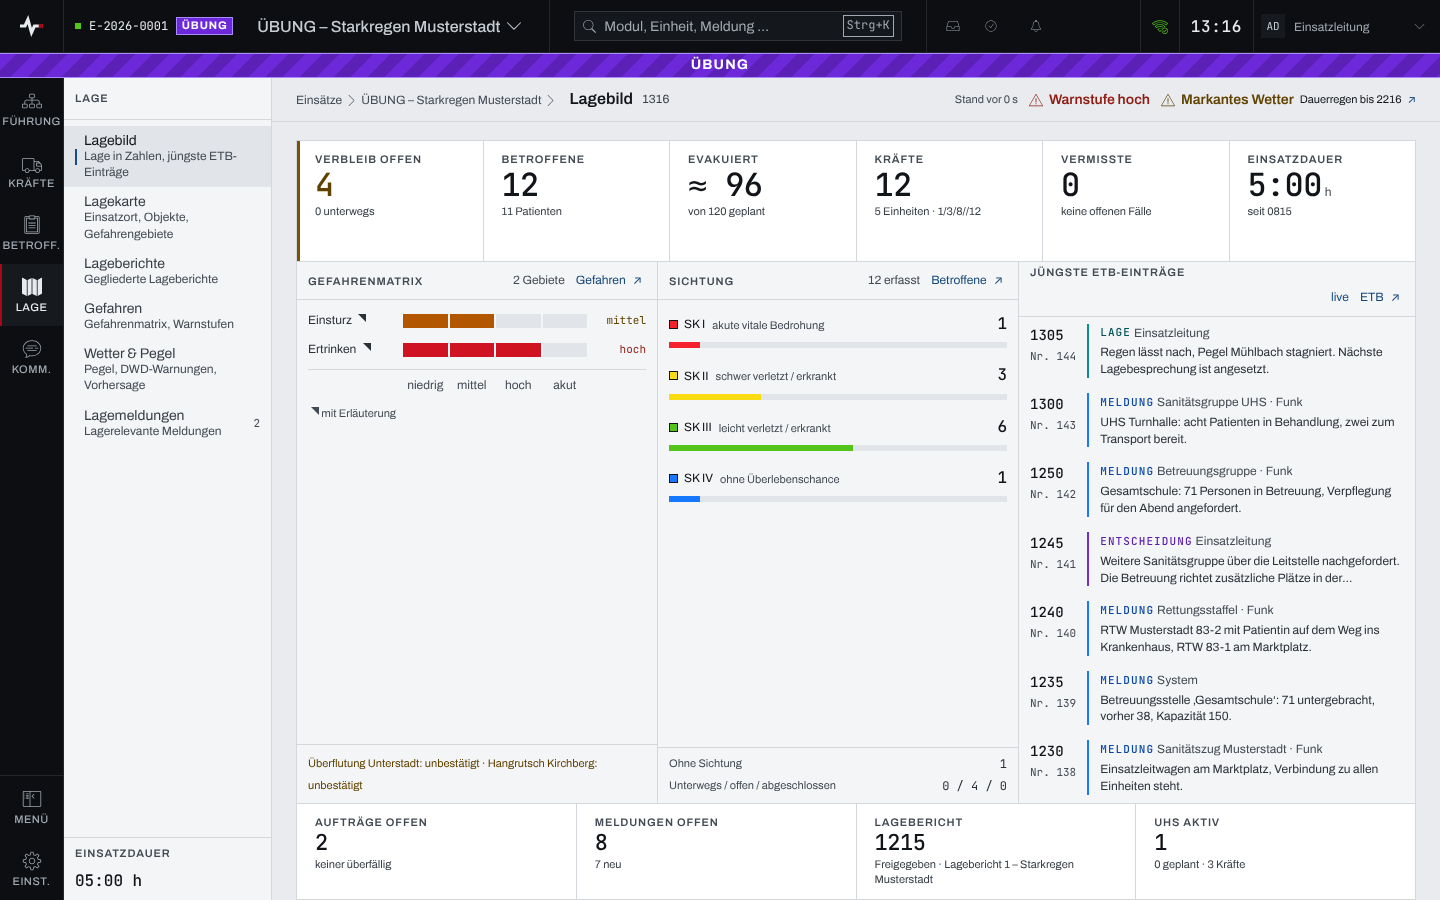 E-2026-0001 ÜBUNG ÜBUNG – Starkregen Musterstadt
Modul, Einheit, Meldung ... Strg+K
13:16 AD Einsatzleitung
ÜBUNG
FÜHRUNG
KRÄFTE
BETROFF.
LAGE
KOMM.
MENÜ
EINST.
LAGE
Lagebild
Lage in Zahlen, jüngste ETB-
Einträge
Lagekarte
Einsatzort, Objekte,
Gefahrengebiete
Lageberichte
Gegliederte Lageberichte
Gefahren
Gefahrenmatrix, Warnstufen
Wetter & Pegel
Pegel, DWD-Warnungen,
Vorhersage
Lagemeldungen
Lagerelevante Meldungen 2
EINSATZDAUER
05:00 h
Einsätze ÜBUNG – Starkregen Musterstadt Lagebild 1316
Stand vor 0 s Warnstufe hoch Markantes Wetter Dauerregen bis 2216 ↗
VERBLEIB OFFEN
4
0 unterwegs
BETROFFENE
12
11 Patienten
EVAKUIERT
≈ 96
von 120 geplant
KRÄFTE
12
5 Einheiten · 1/3/8//12
VERMISSTE
0
keine offenen Fälle
EINSATZDAUER
5:00 h
seit 0815
GEFAHRENMATRIX 2 Gebiete Gefahren ↗
Einsturz mittel
Ertrinken hoch
niedrig mittel hoch akut
mit Erläuterung
Überflutung Unterstadt: unbestätigt · Hangrutsch Kirchberg:
unbestätigt
SICHTUNG 12 erfasst Betroffene ↗
SK I akute vitale Bedrohung 1
SK II schwer verletzt / erkrankt 3
SK III leicht verletzt / erkrankt 6
SK IV ohne Überlebenschance 1
Ohne Sichtung 1
Unterwegs / offen / abgeschlossen 0 / 4 / 0
JÜNGSTE ETB-EINTRÄGE
live ETB ↗
1305 LAGE Einsatzleitung
Nr. 144 Regen lässt nach, Pegel Mühlbach stagniert. Nächste
Lagebesprechung ist angesetzt.
1300 MELDUNG Sanitätsgruppe UHS · Funk
Nr. 143 UHS Turnhalle: acht Patienten in Behandlung, zwei zum
Transport bereit.
1250 MELDUNG Betreuungsgruppe · Funk
Nr. 142 Gesamtschule: 71 Personen in Betreuung, Verpflegung
für den Abend angefordert.
1245 ENTSCHEIDUNG Einsatzleitung
Nr. 141 Weitere Sanitätsgruppe über die Leitstelle nachgefordert.
Die Betreuung richtet zusätzliche Plätze in der…
1240 MELDUNG Rettungsstaffel · Funk
Nr. 140 RTW Musterstadt 83-2 mit Patientin auf dem Weg ins
Krankenhaus, RTW 83-1 am Marktplatz.
1235 MELDUNG System
Nr. 139 Betreuungsstelle ‚Gesamtschule‘: 71 untergebracht,
vorher 38, Kapazität 150.
1230 MELDUNG Sanitätszug Musterstadt · Funk
Nr. 138 Einsatzleitwagen am Marktplatz, Verbindung zu allen
Einheiten steht.
AUFTRÄGE OFFEN
2
keiner überfällig
MELDUNGEN OFFEN
8
7 neu
LAGEBERICHT
1215
Freigegeben · Lagebericht 1 – Starkregen
Musterstadt
UHS AKTIV
1
0 geplant · 3 Kräfte